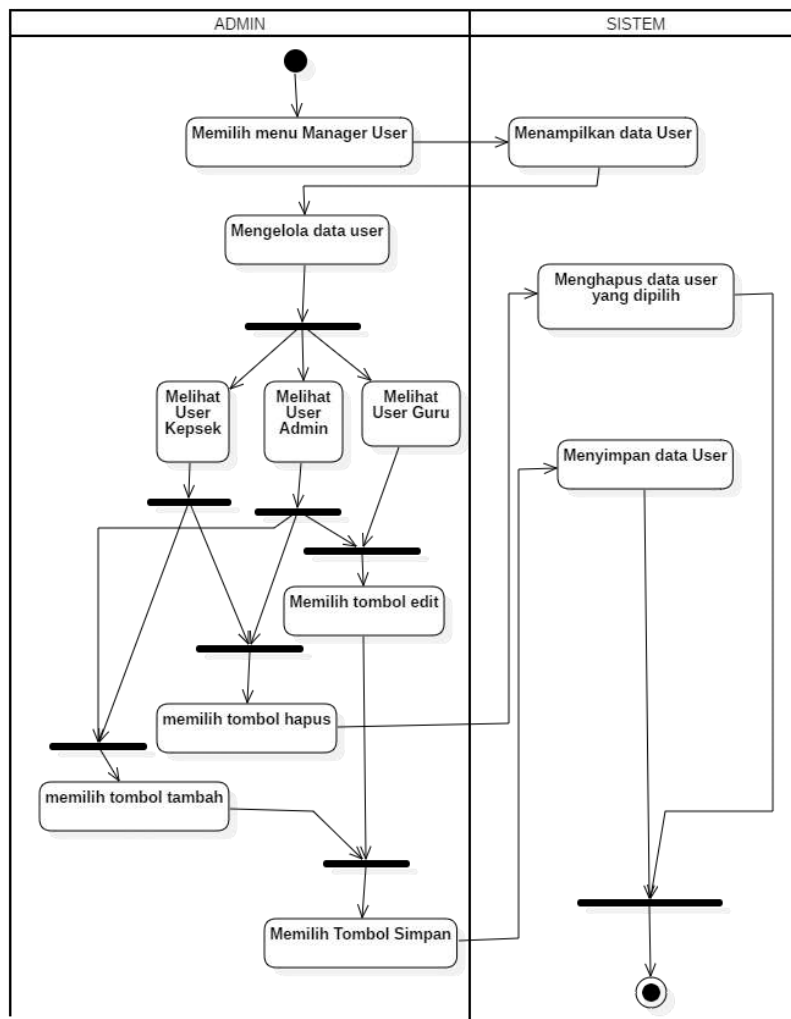 ADMIN
SISTEM
Memilih menu Manager User
Menampilkan data User
Mengelola data user
Menghapus data user
yang dipilih
Melihat
User
Kepsek
Melihat
User
Admin
Melihat
User Guru
Menyimpan data User
Memilih tombol edit
memilih tombol hapus
memilih tombol tambah
Memilih Tombol Simpan